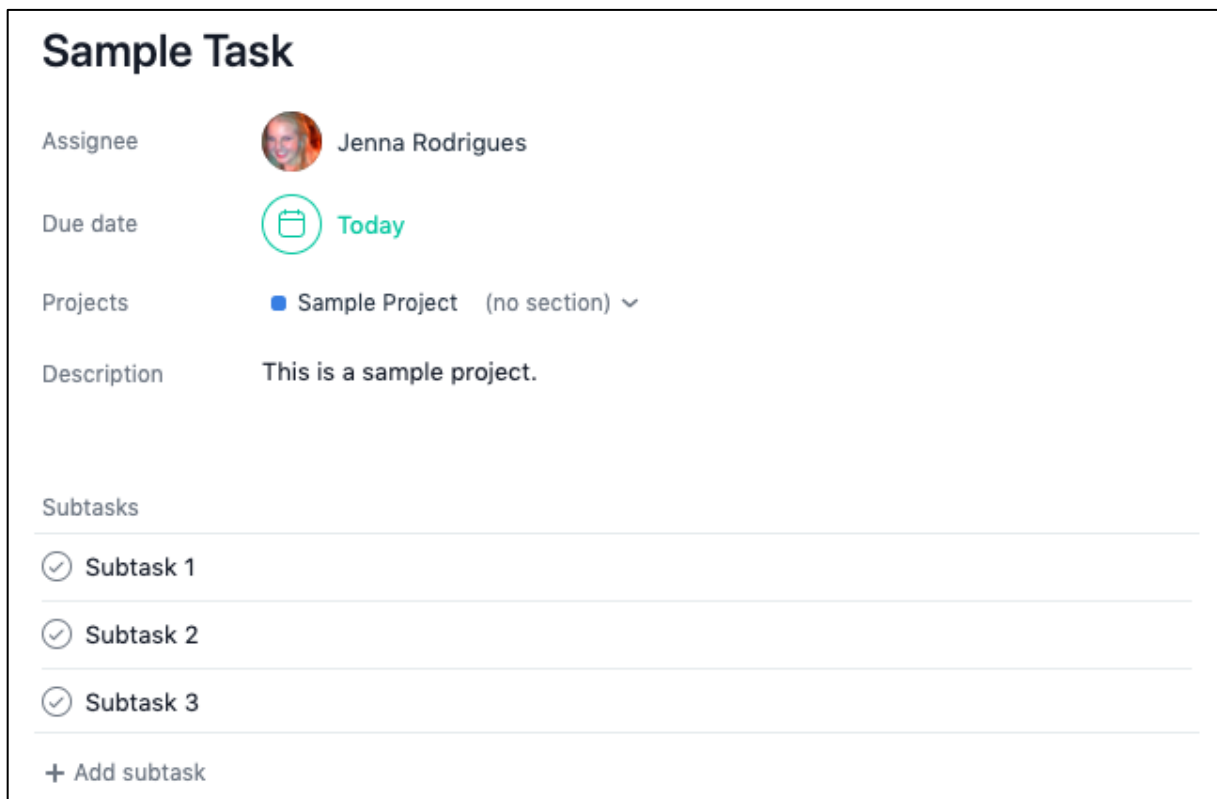 Sample Task
Assignee Jenna Rodrigues
Due date Today
Projects Sample Project (no section)
Description This is a sample project.
Subtasks
Subtask 1
Subtask 2
Subtask 3
+ Add subtask